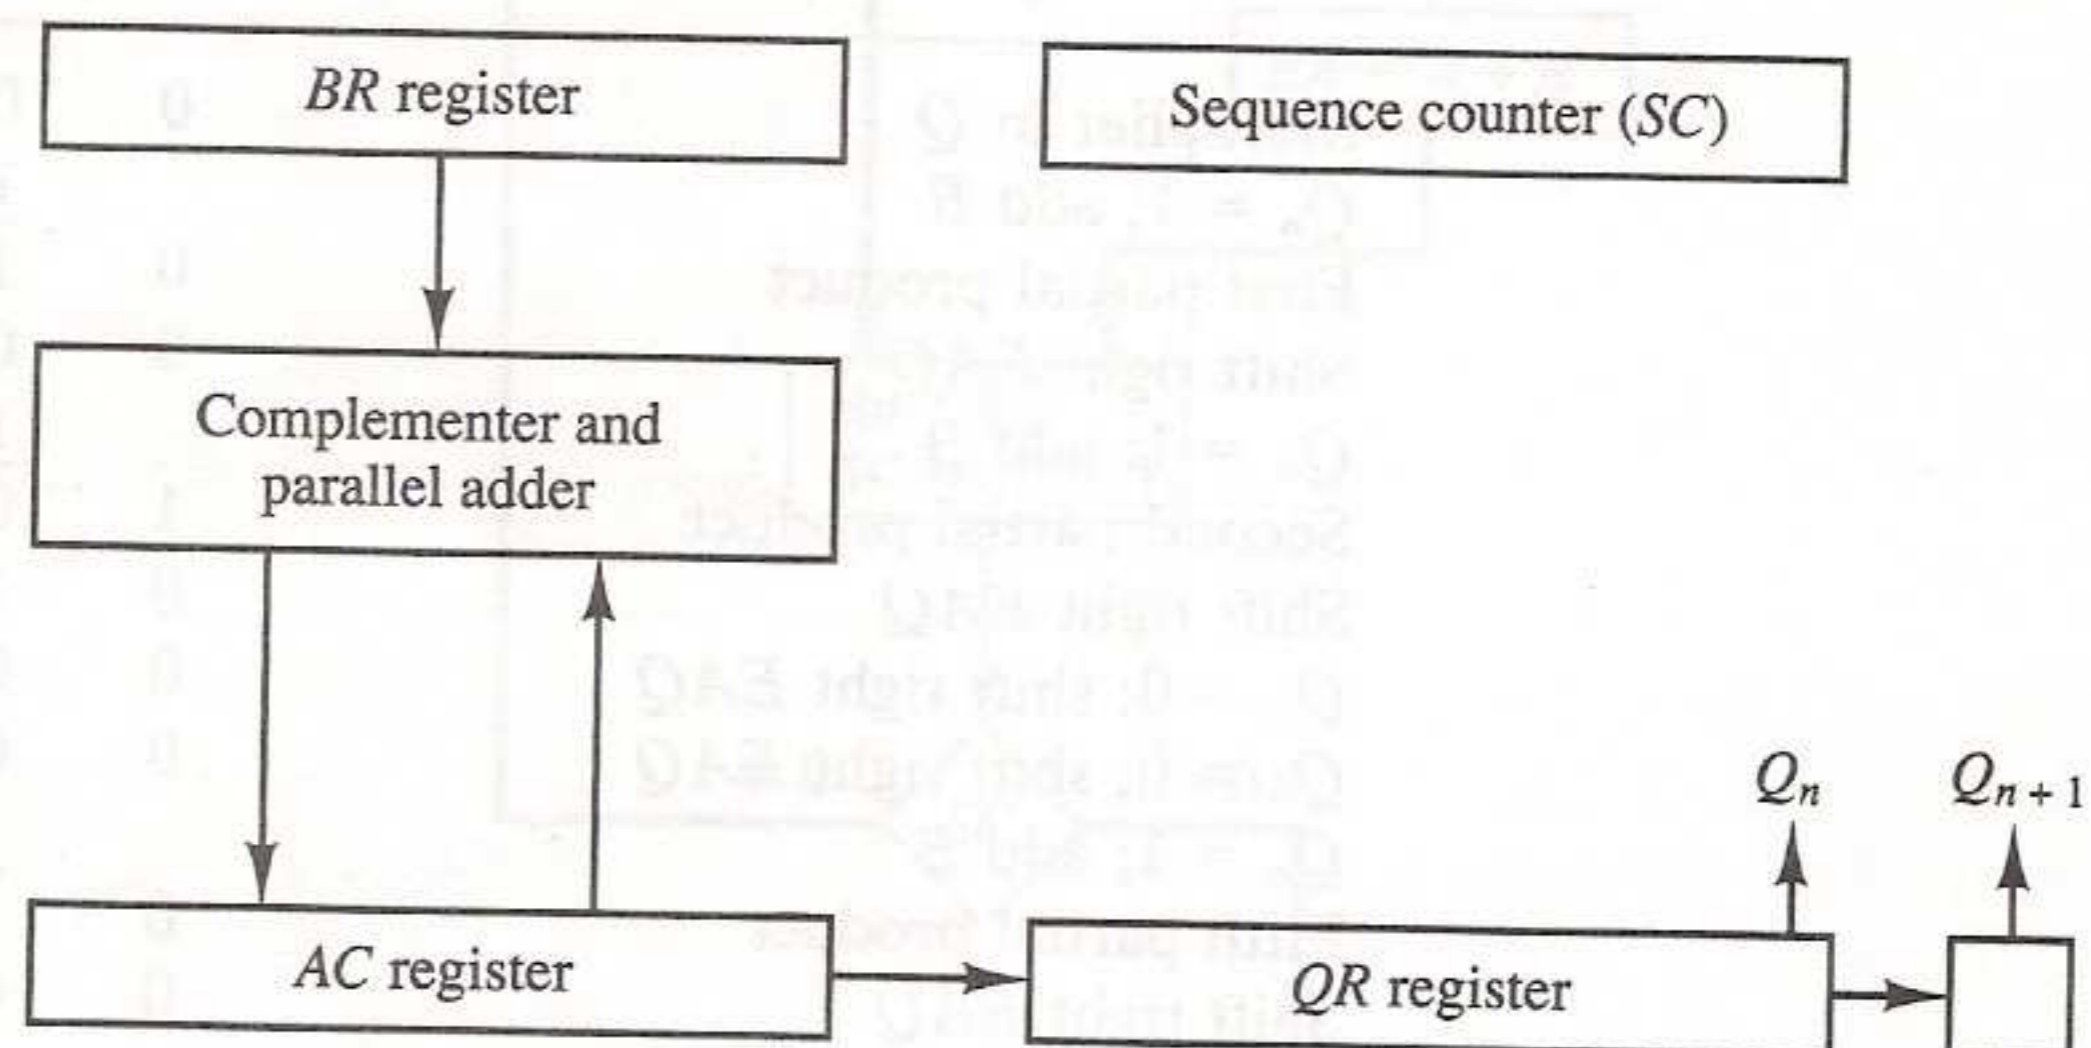 BR register
Sequence counter (SC)
Complementer and
parallel adder
Qn
Qn + 1
AC register
QR register